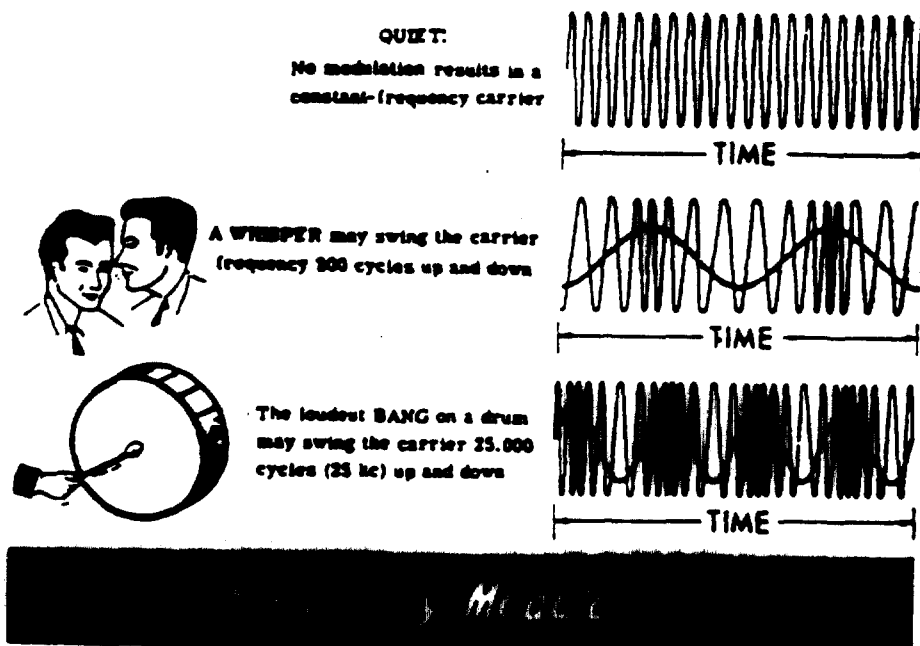 QUIET:
No modulation results in a
constant-frequency carrier
TIME
A WHISPER may swing the carrier
frequency 200 cycles up and down
TIME
The loudest BANG on a drum
may swing the carrier 25.000
cycles (25 kc) up and down
TIME